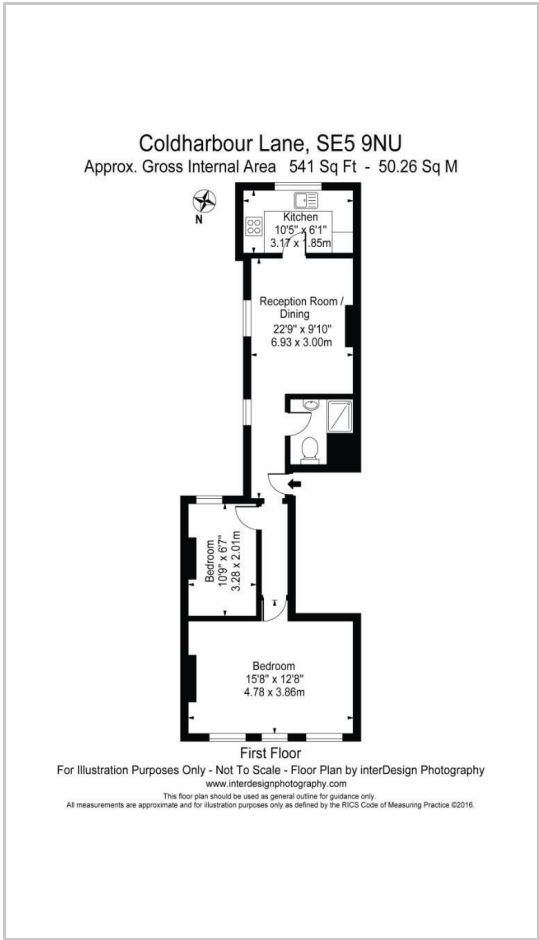 Coldharbour Lane, SE5 9NU
Approx. Gross Internal Area 541 Sq Ft - 50.26 Sq M
N
Kitchen
10'5" x 6'1"
3.17 x 1.85m
Reception Room /
Dining
22'9" x 9'10"
6.93 x 3.00m
Bedroom
10'9" x 6'7"
3.28 x 2.01m
Bedroom
15'8" x 12'8"
4.78 x 3.86m
First Floor
For Illustration Purposes Only - Not To Scale - Floor Plan by interDesign Photography
www.interdesignphotography.com
This floor plan should be used as general outline for guidance only.
All measurements are approximate and for illustration purposes only as defined by the RICS Code of Measuring Practice ©2016.